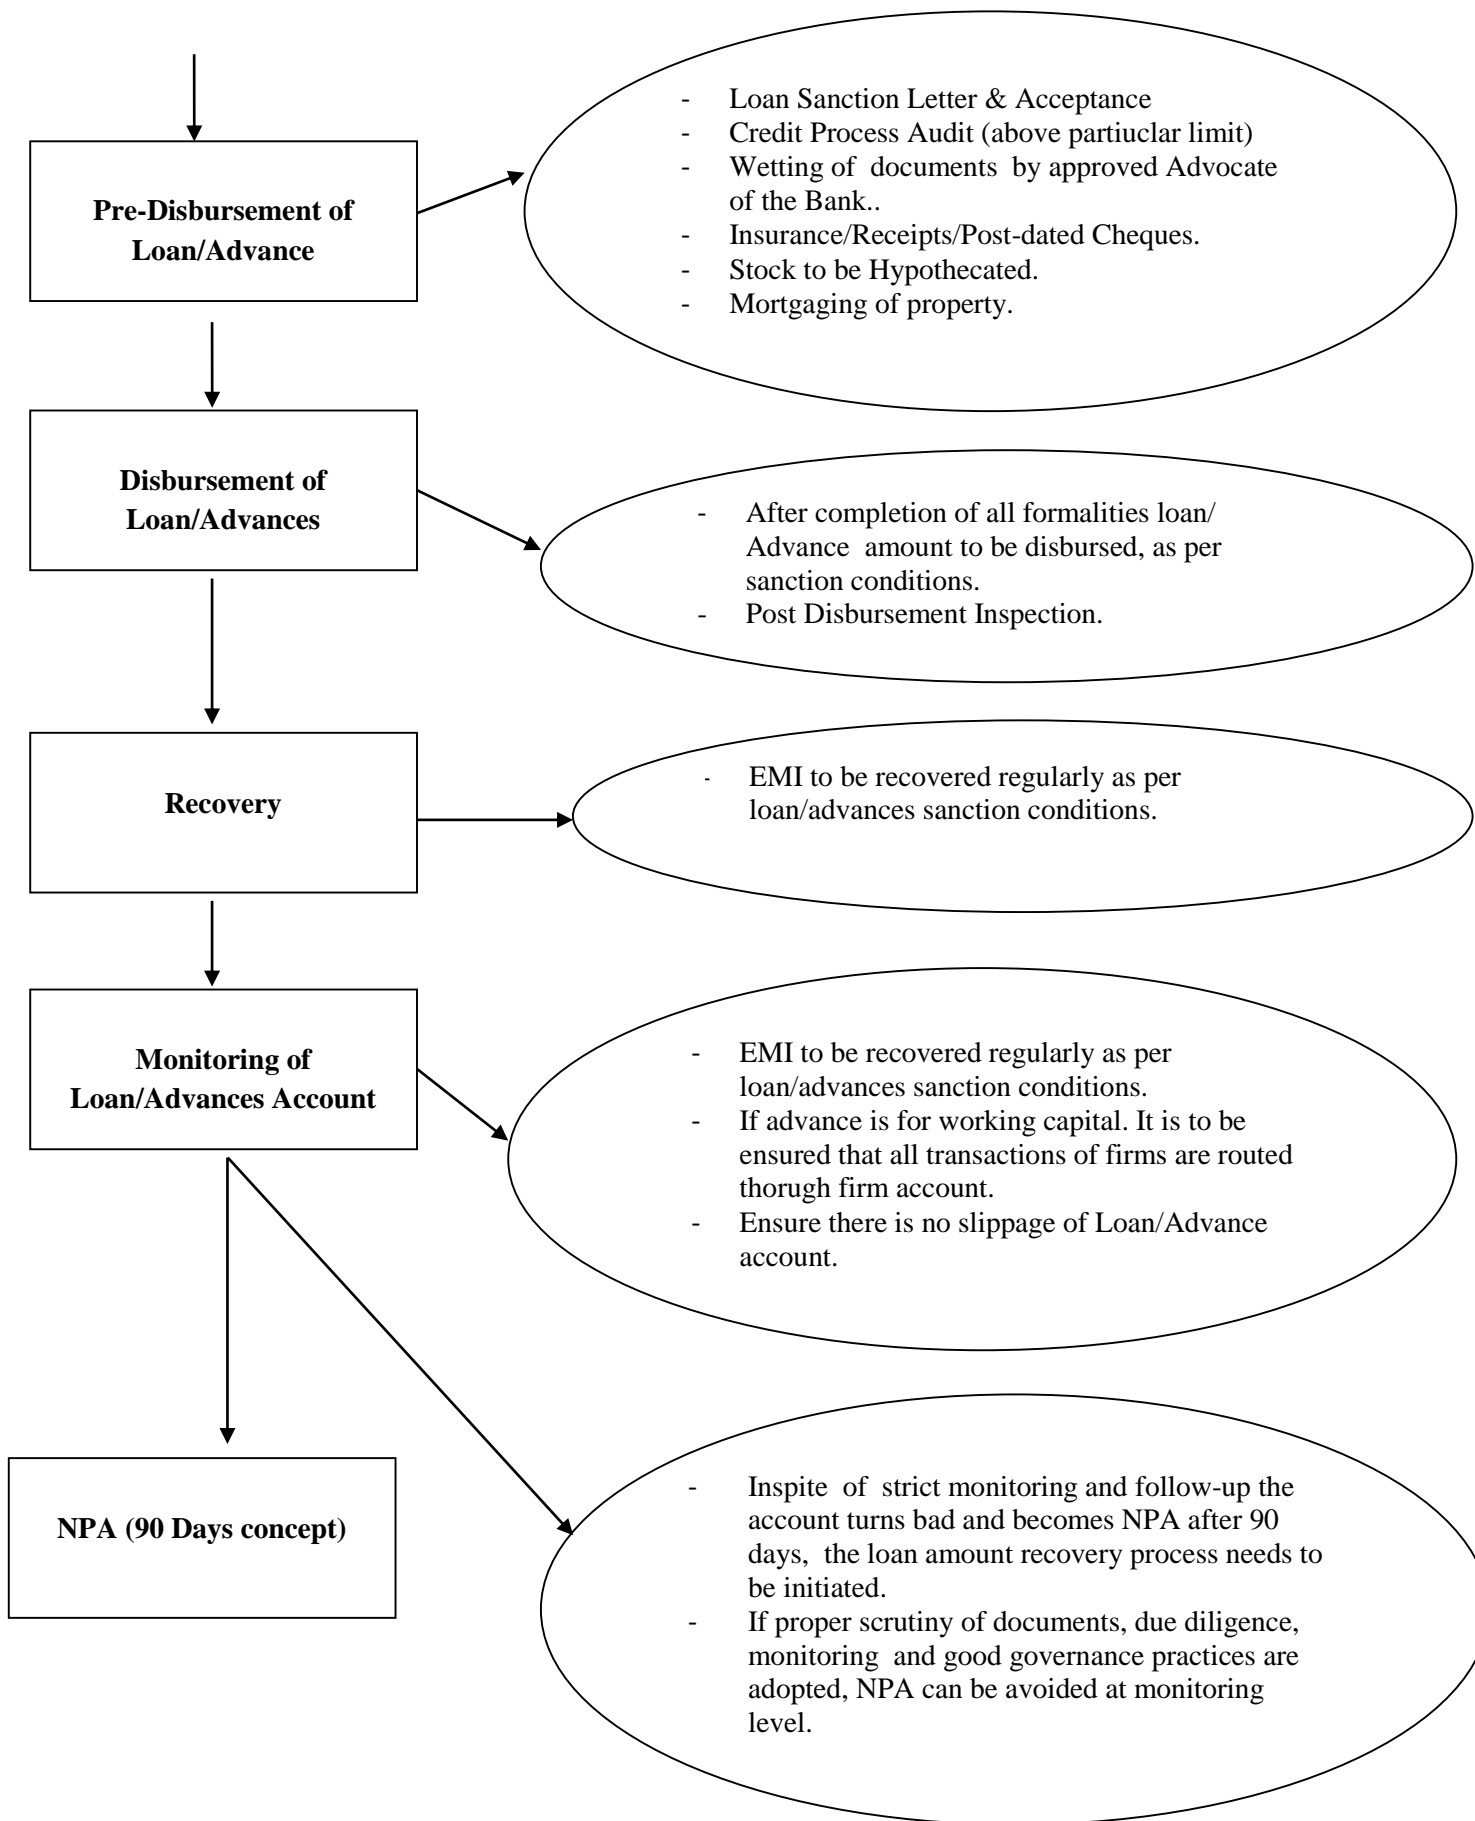 Pre-Disbursement of
Loan/Advance
- Loan Sanction Letter & Acceptance
- Credit Process Audit (above partiuclar limit)
- Wetting of documents by approved Advocate
of the Bank..
- Insurance/Receipts/Post-dated Cheques.
- Stock to be Hypothecated.
- Mortgaging of property.
Disbursement of
Loan/Advances
- After completion of all formalities loan/
Advance amount to be disbursed, as per
sanction conditions.
- Post Disbursement Inspection.
Recovery
- EMI to be recovered regularly as per
loan/advances sanction conditions.
Monitoring of
Loan/Advances Account
- EMI to be recovered regularly as per
loan/advances sanction conditions.
- If advance is for working capital. It is to be
ensured that all transactions of firms are routed
thorugh firm account.
- Ensure there is no slippage of Loan/Advance
account.
NPA (90 Days concept)
- Inspite of strict monitoring and follow-up the
account turns bad and becomes NPA after 90
days, the loan amount recovery process needs to
be initiated.
- If proper scrutiny of documents, due diligence,
monitoring and good governance practices are
adopted, NPA can be avoided at monitoring
level.